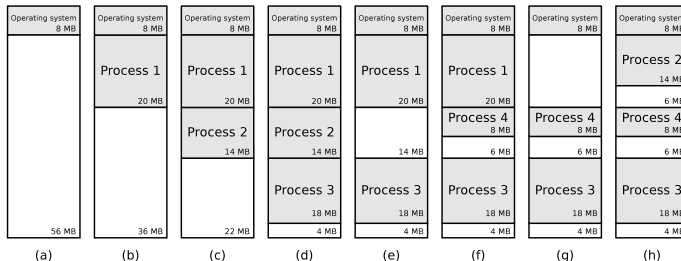 Operating system
8 MB
56 MB
(a)
Operating system
8 MB
Process 1
20 MB
36 MB
(b)
Operating system
8 MB
Process 1
20 MB
Process 2
14 MB
22 MB
(c)
Operating system
8 MB
Process 1
20 MB
Process 2
14 MB
Process 3
18 MB
4 MB
(d)
Operating system
8 MB
Process 1
20 MB
14 MB
Process 3
18 MB
4 MB
(e)
Operating system
8 MB
Process 1
20 MB
Process 4
8 MB
6 MB
Process 3
18 MB
4 MB
(f)
Operating system
8 MB
Process 4
8 MB
6 MB
Process 3
18 MB
4 MB
(g)
Operating system
8 MB
Process 2
14 MB
6 MB
Process 4
8 MB
6 MB
Process 3
18 MB
4 MB
(h)